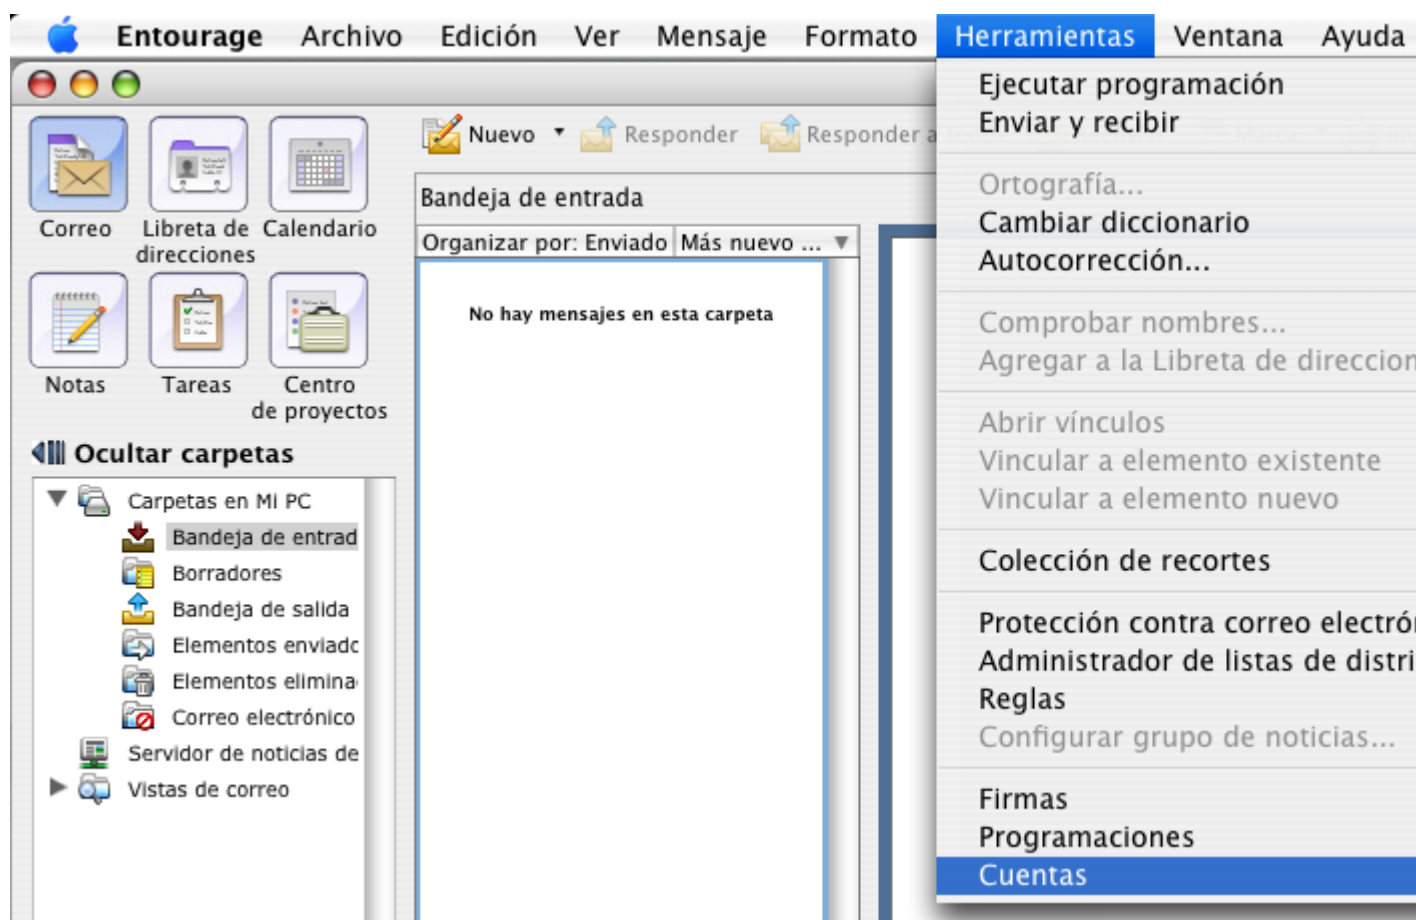 Entourage Archivo Edición Ver Mensaje Formato Herramientas Ventana Ayuda
Nuevo Responder Responder a
Correo
Libreta de direcciones
Calendario
Notas
Tareas
Centro de proyectos
Ocultar carpetas
Carpetas en Mi PC
Bandeja de entrad
Borradores
Bandeja de salida
Elementos enviado
Elementos elimina
Correo electrónico
Servidor de noticias de
Vistas de correo
Bandeja de entrada
Organizar por: Enviado Más nuevo ...
No hay mensajes en esta carpeta
Ejecutar programación
Enviar y recibir
Ortografía...
Cambiar diccionario
Autocorrección...
Comprobar nombres...
Agregar a la Libreta de direccion
Abrir vínculos
Vincular a elemento existente
Vincular a elemento nuevo
Colección de recortes
Protección contra correo electrón
Administrador de listas de distri
Reglas
Configurar grupo de noticias...
Firmas
Programaciones
Cuentas